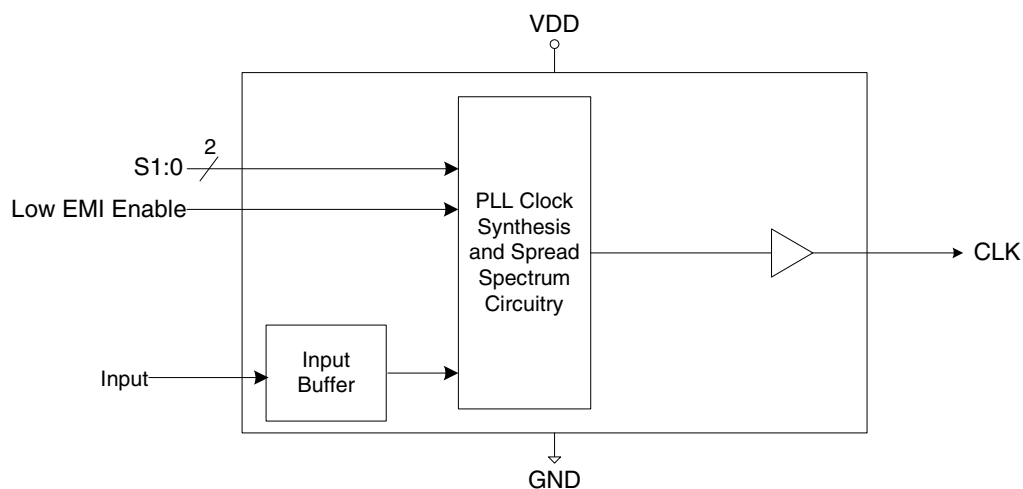 VDD
2
S1:0
Low EMI Enable
PLL Clock
Synthesis
and Spread
Spectrum
Circuitry
CLK
Input
Buffer
Input
GND